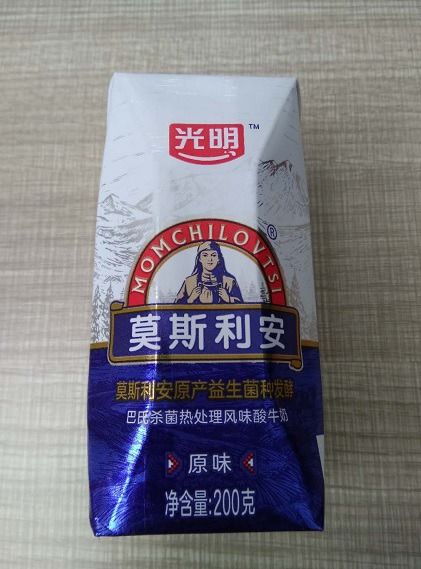 光明™
MOMCHILOVTSI®
莫斯利安
莫斯利安原产益生菌种发酵
巴氏杀菌热处理风味酸牛奶
原味
净含量:200克